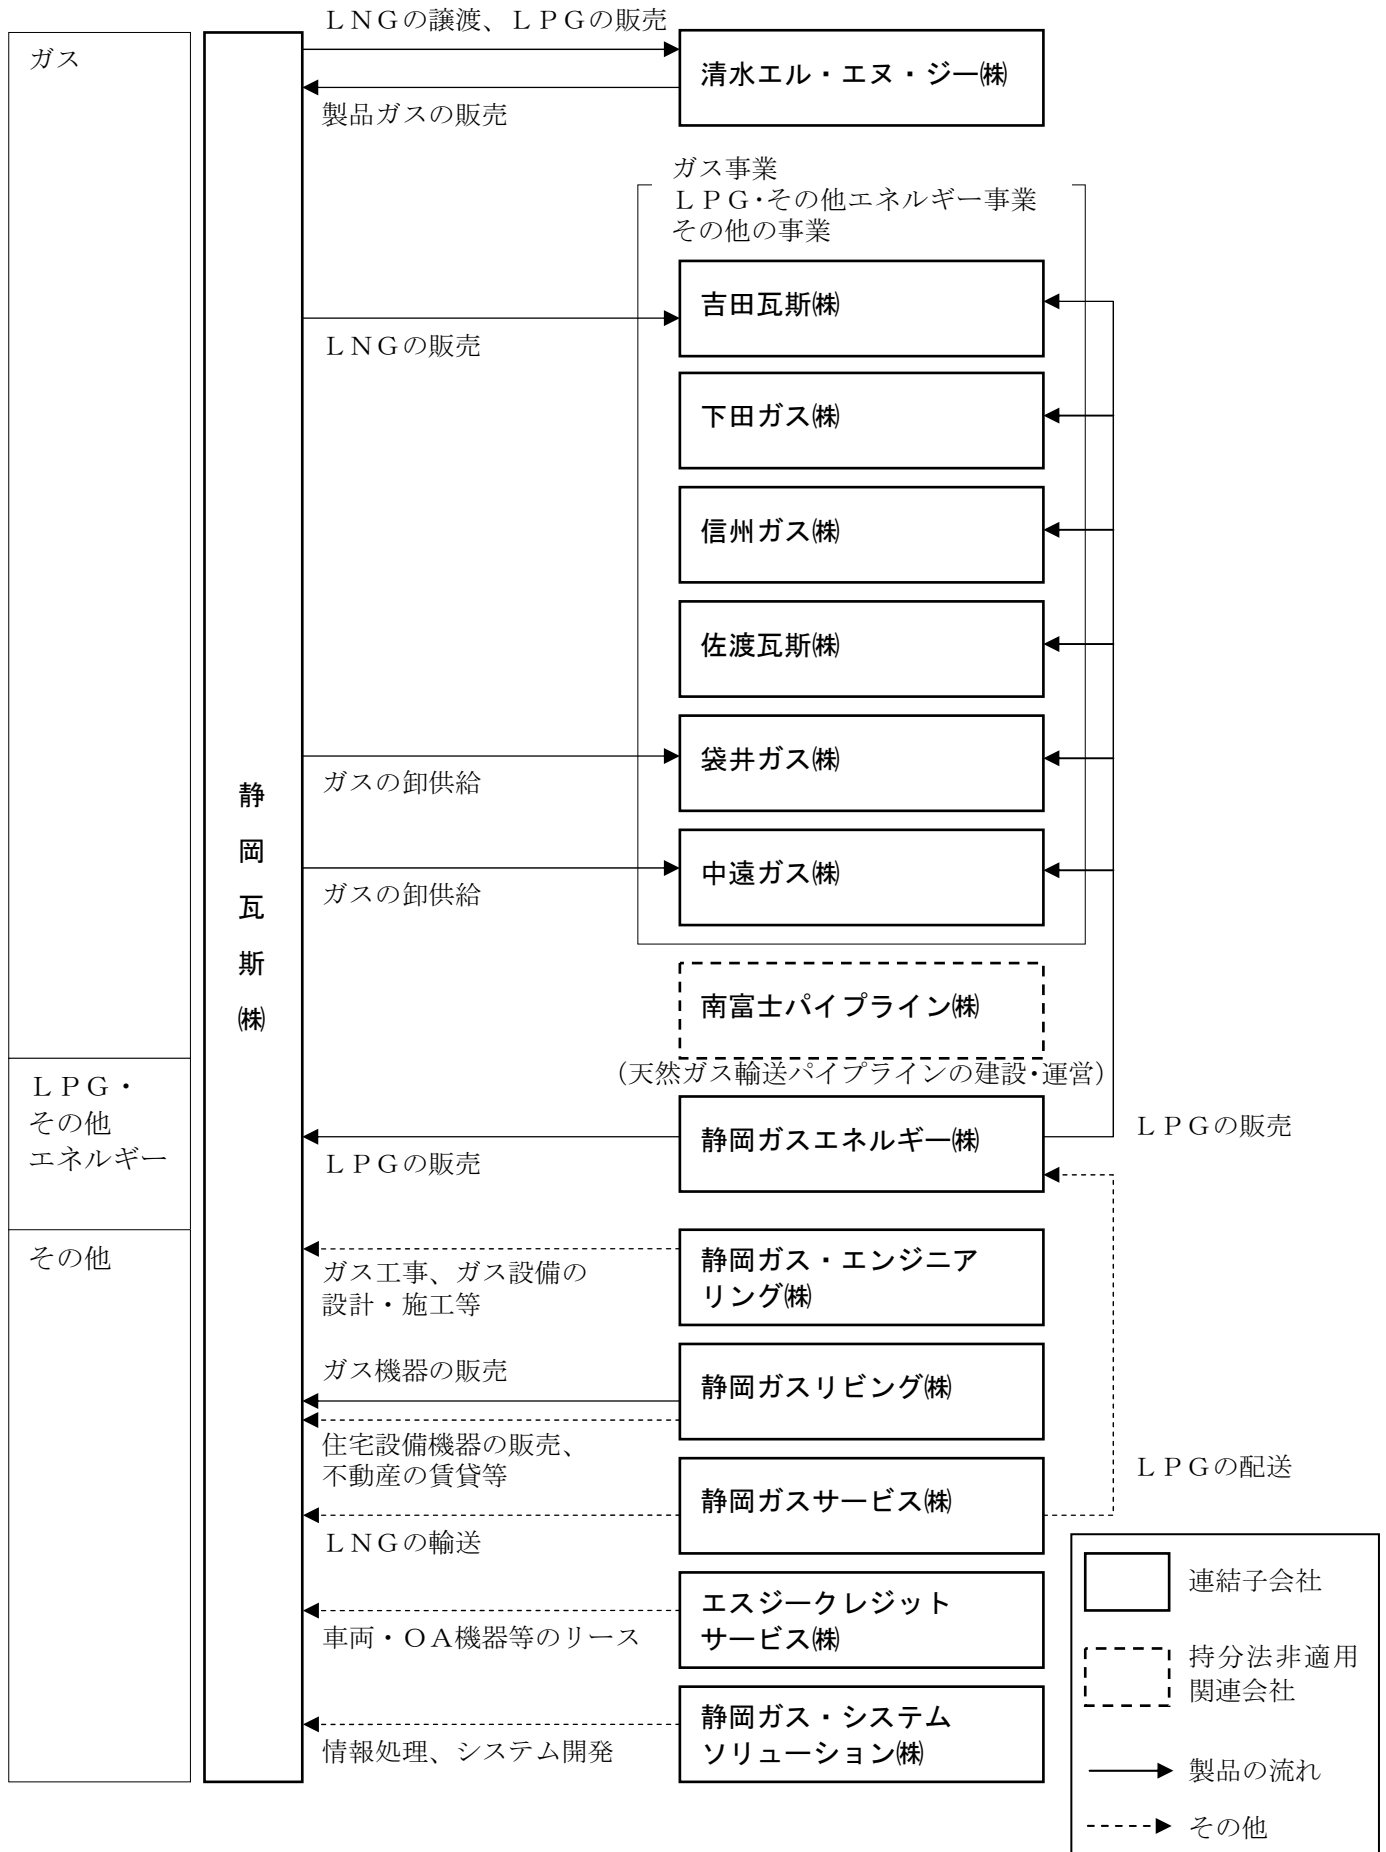 LNGの譲渡、LPGの販売
ガス
清水エル・エヌ・ジー㈱
製品ガスの販売
ガス事業
LPG・その他エネルギー事業
その他の事業
吉田瓦斯㈱
LNGの販売
下田ガス㈱
信州ガス㈱
佐渡瓦斯㈱
袋井ガス㈱
ガスの卸供給
静
岡
瓦
斯
㈱
中遠ガス㈱
ガスの卸供給
南富士パイプライン㈱
(天然ガス輸送パイプラインの建設・運営)
LPG・
その他
エネルギー
静岡ガスエネルギー㈱
LPGの販売
LPGの販売
その他
静岡ガス・エンジニア
リング㈱
ガス工事、ガス設備の
設計・施工等
ガス機器の販売
静岡ガスリビング㈱
住宅設備機器の販売、
不動産の賃貸等
LPGの配送
静岡ガスサービス㈱
LNGの輸送
エスジークレジット
サービス㈱
車両・OA機器等のリース
静岡ガス・システム
ソリューション㈱
情報処理、システム開発
連結子会社
持分法非適用
関連会社
製品の流れ
その他